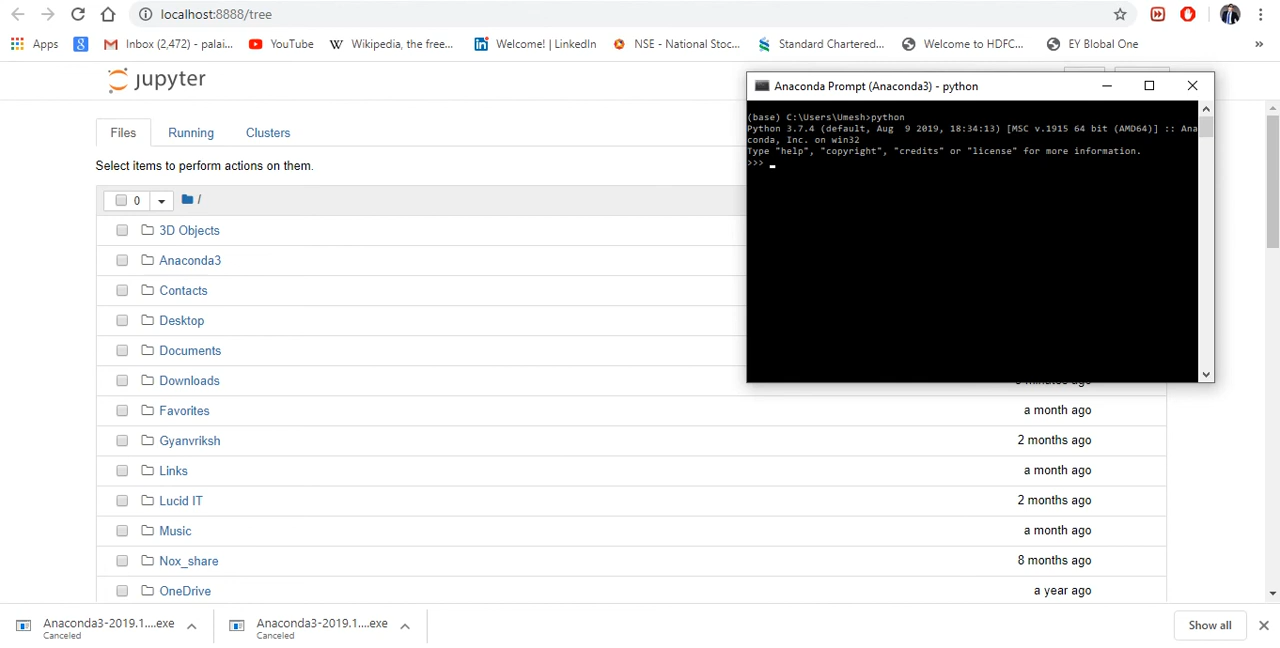 localhost:8888/tree
Apps
Inbox (2,472) - palai...
YouTube
Wikipedia, the free...
Welcome! | LinkedIn
NSE - National Stoc...
Standard Chartered...
Welcome to HDFC...
EY Blobal One
»
jupyter
Anaconda Prompt (Anaconda3) - python
(base) C:\Users\Umesh>python
Python 3.7.4 (default, Aug  9 2019, 18:34:13) [MSC v.1915 64 bit (AMD64)] :: Ana
conda, Inc. on win32
Type "help", "copyright", "credits" or "license" for more information.
>>>
Files
Running
Clusters
Select items to perform actions on them.
0
/
3D Objects
Anaconda3
Contacts
Desktop
Documents
Downloads
Favorites
a month ago
Gyanvriksh
2 months ago
Links
a month ago
Lucid IT
2 months ago
Music
a month ago
Nox_share
8 months ago
OneDrive
a year ago
Anaconda3-2019.1....exe
Canceled
Anaconda3-2019.1....exe
Canceled
Show all